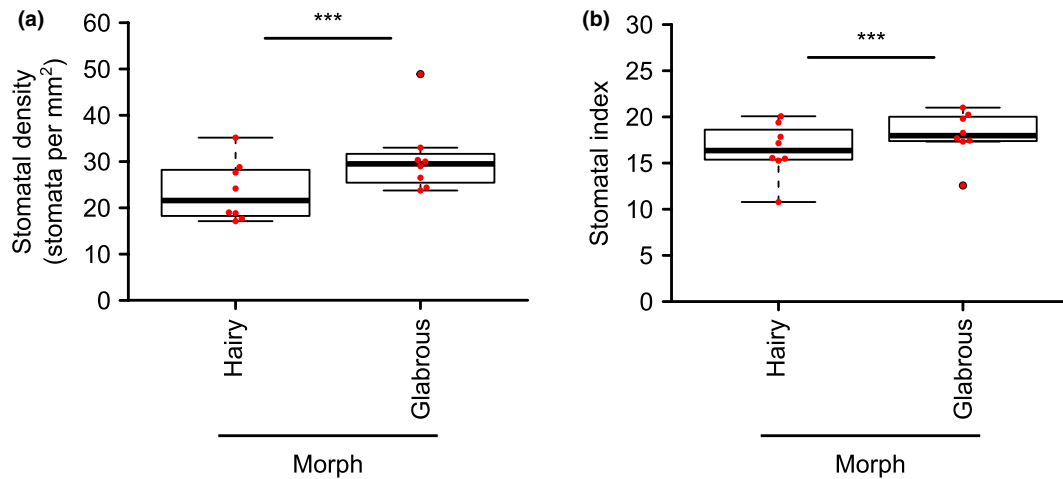 (a)
***
Stomatal density
(stomata per mm²)
60
50
40
30
20
10
0
Hairy
Glabrous
Morph
(b)
***
Stomatal index
30
25
20
15
10
5
0
Hairy
Glabrous
Morph